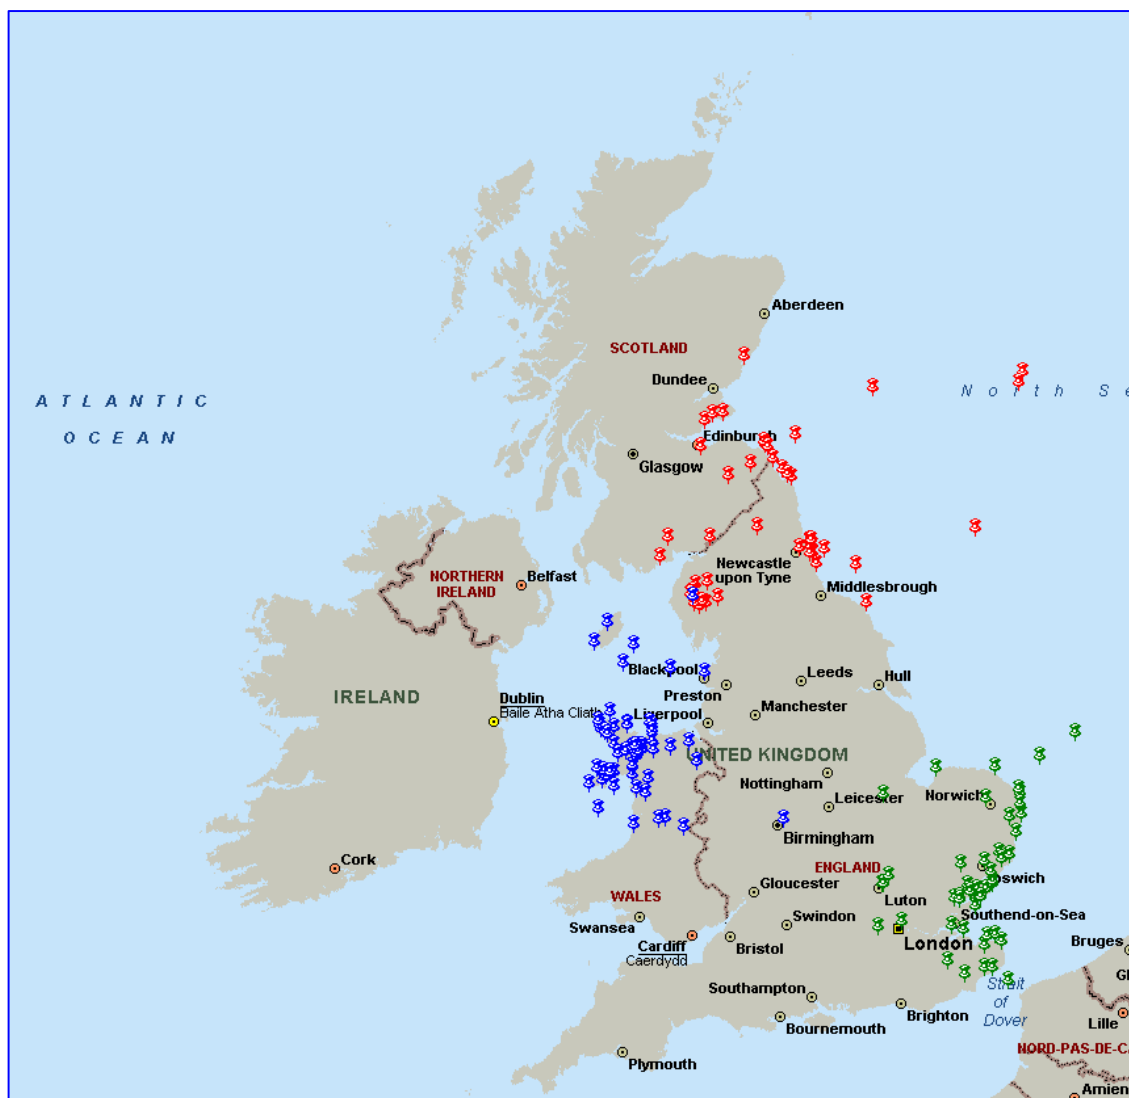 Aberdeen
SCOTLAND
Dundee
North Se
ATLANTIC
OCEAN
Edinburgh
Glasgow
Newcastle
upon Tyne
NORTHERN
IRELAND
Belfast
Middlesbrough
Blackpool
Leeds
Hull
Preston
IRELAND
Dublin
Baile Atha Cliath
Liverpool
Manchester
UNITED KINGDOM
Nottingham
Leicester
Norwich
Birmingham
Cork
ENGLAND
oswich
WALES
Gloucester
Luton
Swansea
Swindon
Southend-on-Sea
Cardiff
Caerdydd
Bristol
London
Bruges
Gh
Southampton
Strait
of
Dover
Brighton
Bournemouth
Lille
NORD-PAS-DE-CA
Plymouth
Amien